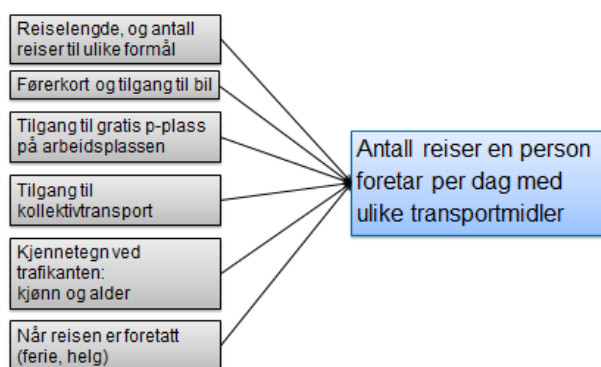 Reiselengde, og antall
reiser til ulike formål
Førerkort og tilgang til bil
Tilgang til gratis p-plass
på arbeidsplassen
Tilgang til
kollektivtransport
Kjennetegn ved
trafikanten:
kjønn og alder
Når reisen er foretatt
(ferie, helg)
Antall reiser en person
foretar per dag med
ulike transportmidler